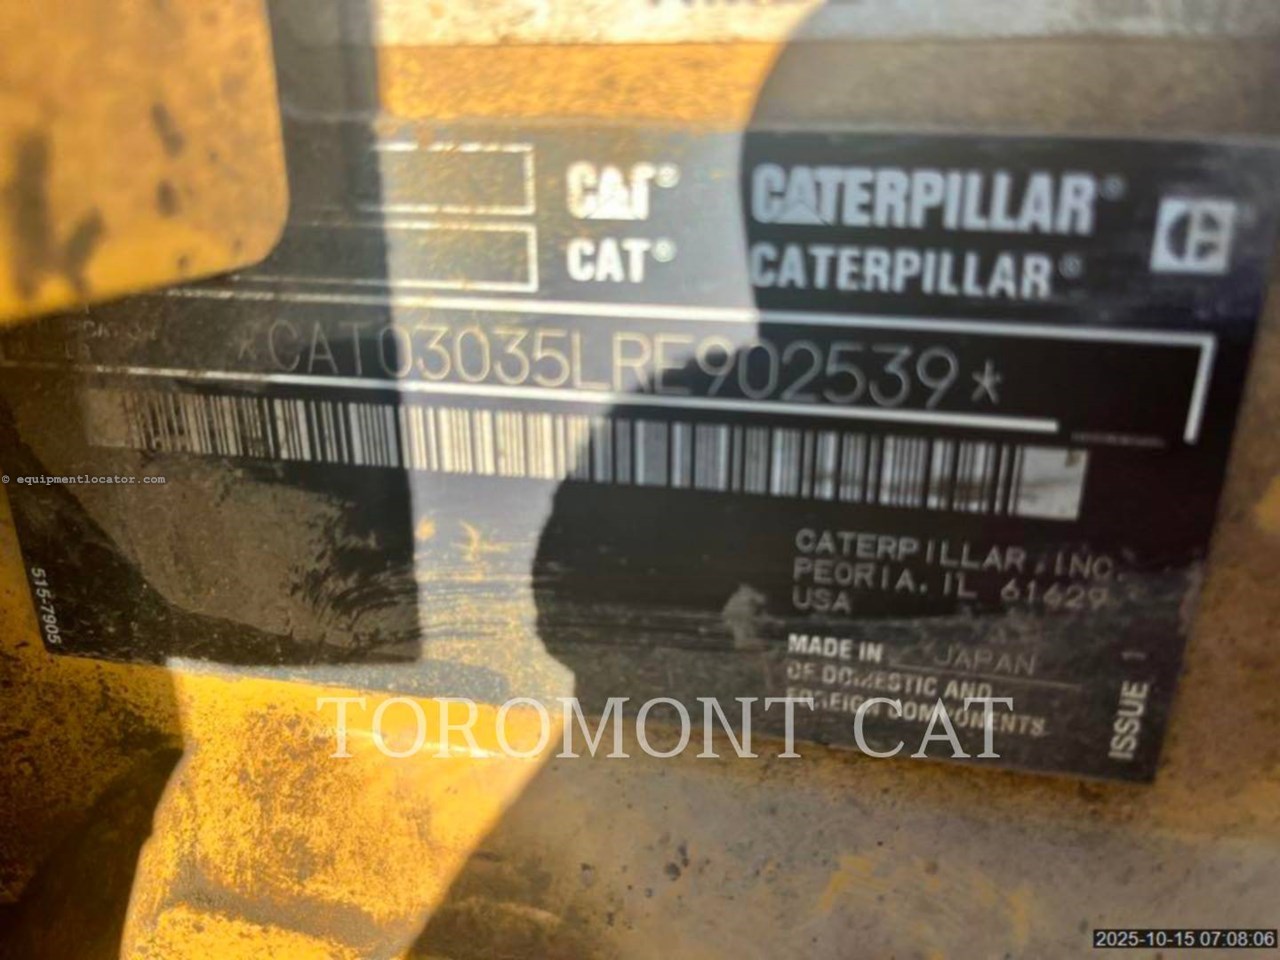 CAT® CATERPILLAR®
CAT® CATERPILLAR®
*CAT03035LRE902539*
© equipmentlocator.com
CATERPILLAR, INC.
PEORIA, IL 61629
USA
515-7905
MADE IN JAPAN
OF DOMESTIC AND
FOREIGN COMPONENTS
ISSUE 1
TOROMONT CAT
2025-10-15 07:08:06